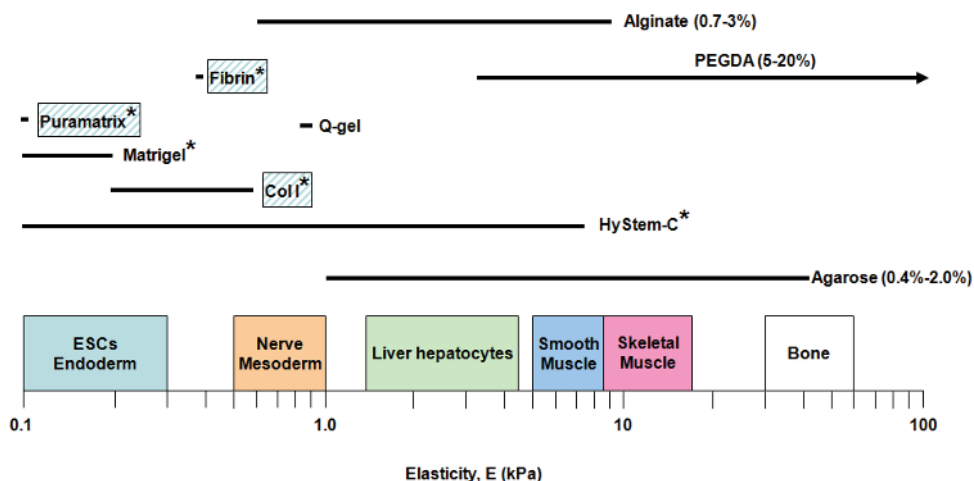 Alginate (0.7-3%)
PEGDA (5-20%)
Fibrin*
Puramatrix*
Q-gel
Matrigel*
Col I*
HyStem-C*
Agarose (0.4%-2.0%)
ESCs
Endoderm
Nerve
Mesoderm
Liver hepatocytes
Smooth
Muscle
Skeletal
Muscle
Bone
0.1
1.0
10
100
Elasticity, E (kPa)